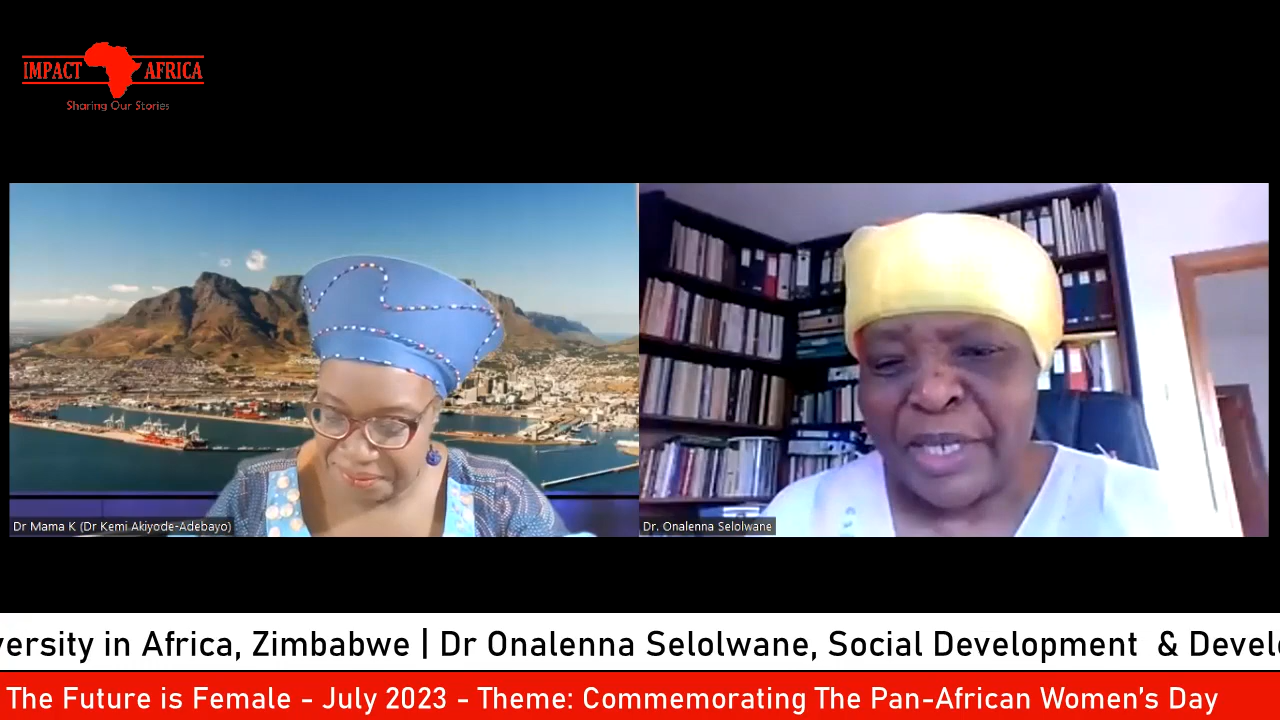 IMPACT AFRICA
Sharing Our Stories
Dr Mama K (Dr Kemi Akiyode-Adebayo)
Dr. Onalenna Selolwane
versity in Africa, Zimbabwe | Dr Onalenna Selolwane, Social Development & Devel
The Future is Female - July 2023 - Theme: Commemorating The Pan-African Women's Day